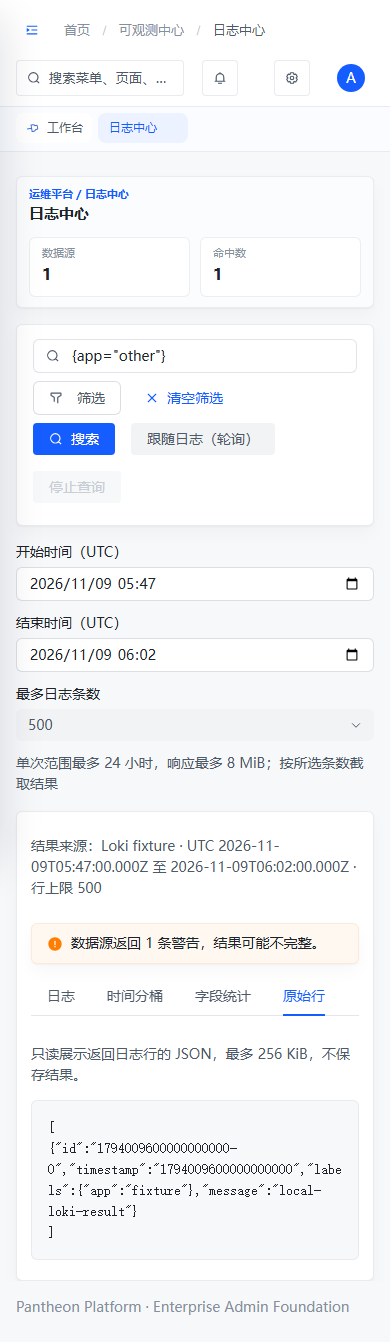 首页 / 可观测中心 / 日志中心
搜索菜单、页面、...
A
工作台 日志中心
运维平台 / 日志中心
日志中心
数据源 命中数
1 1
{app="other"}
筛选 清空筛选
搜索 跟随日志（轮询）
停止查询
开始时间（UTC）
2026/11/09 05:47
结束时间（UTC）
2026/11/09 06:02
最多日志条数
500
单次范围最多 24 小时，响应最多 8 MiB；按所选条数截
取结果
结果来源：Loki fixture · UTC 2026-11-
09T05:47:00.000Z 至 2026-11-09T06:02:00.000Z ·
行上限 500
数据源返回 1 条警告，结果可能不完整。
日志 时间分桶 字段统计 原始行
只读展示返回日志行的 JSON，最多 256 KiB，不保
存结果。
[
{"id":"1794009600000000000-
0","timestamp":"1794009600000000000","labe
ls":{"app":"fixture"},"message":"local-
loki-result"}
]
Pantheon Platform · Enterprise Admin Foundation